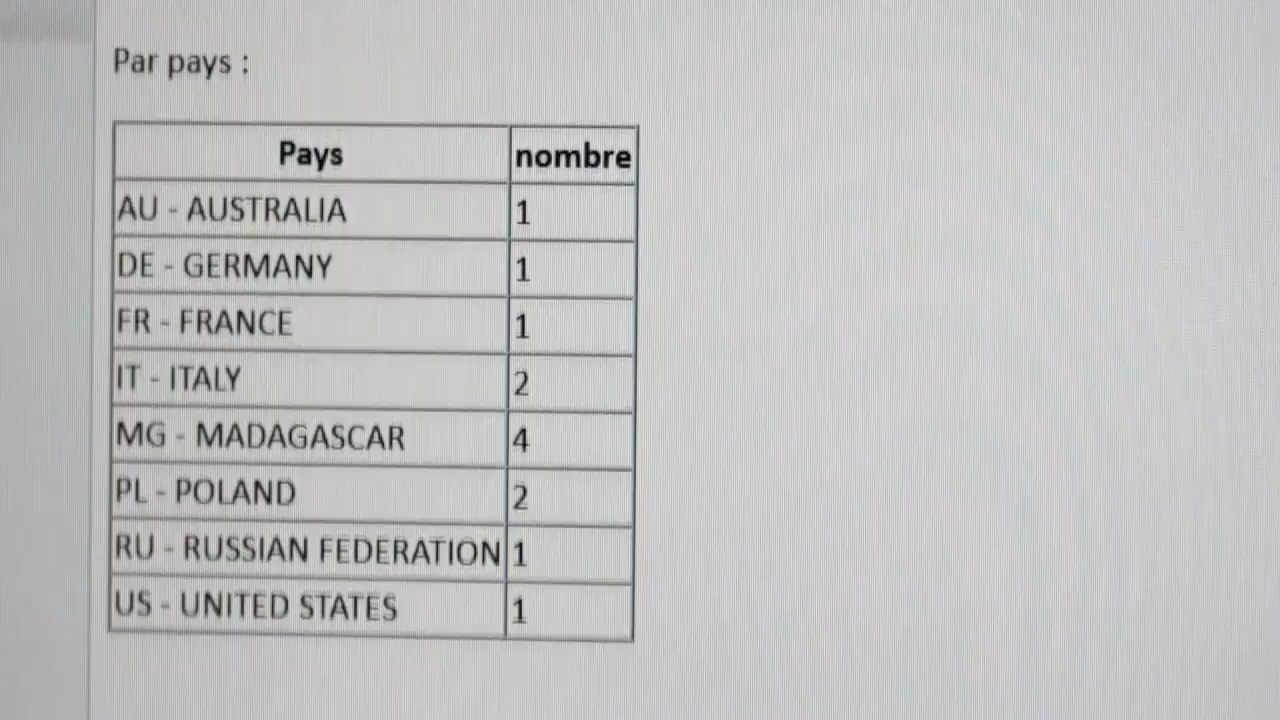 Par pays :
Pays nombre
AU - AUSTRALIA 1
DE - GERMANY 1
FR - FRANCE 1
IT - ITALY 2
MG - MADAGASCAR 4
PL - POLAND 2
RU - RUSSIAN FEDERATION 1
US - UNITED STATES 1